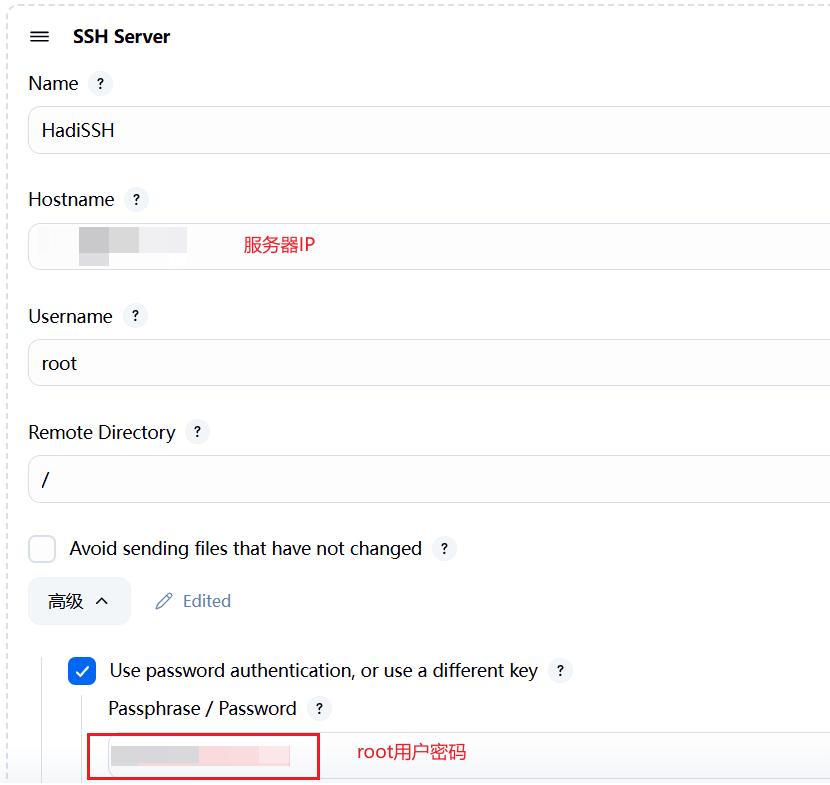 SSH Server
Name ?
HadiSSH
Hostname ?
服务器IP
Username ?
root
Remote Directory ?
/
Avoid sending files that have not changed ?
高级 Edited
Use password authentication, or use a different key ?
Passphrase / Password ?
root用户密码